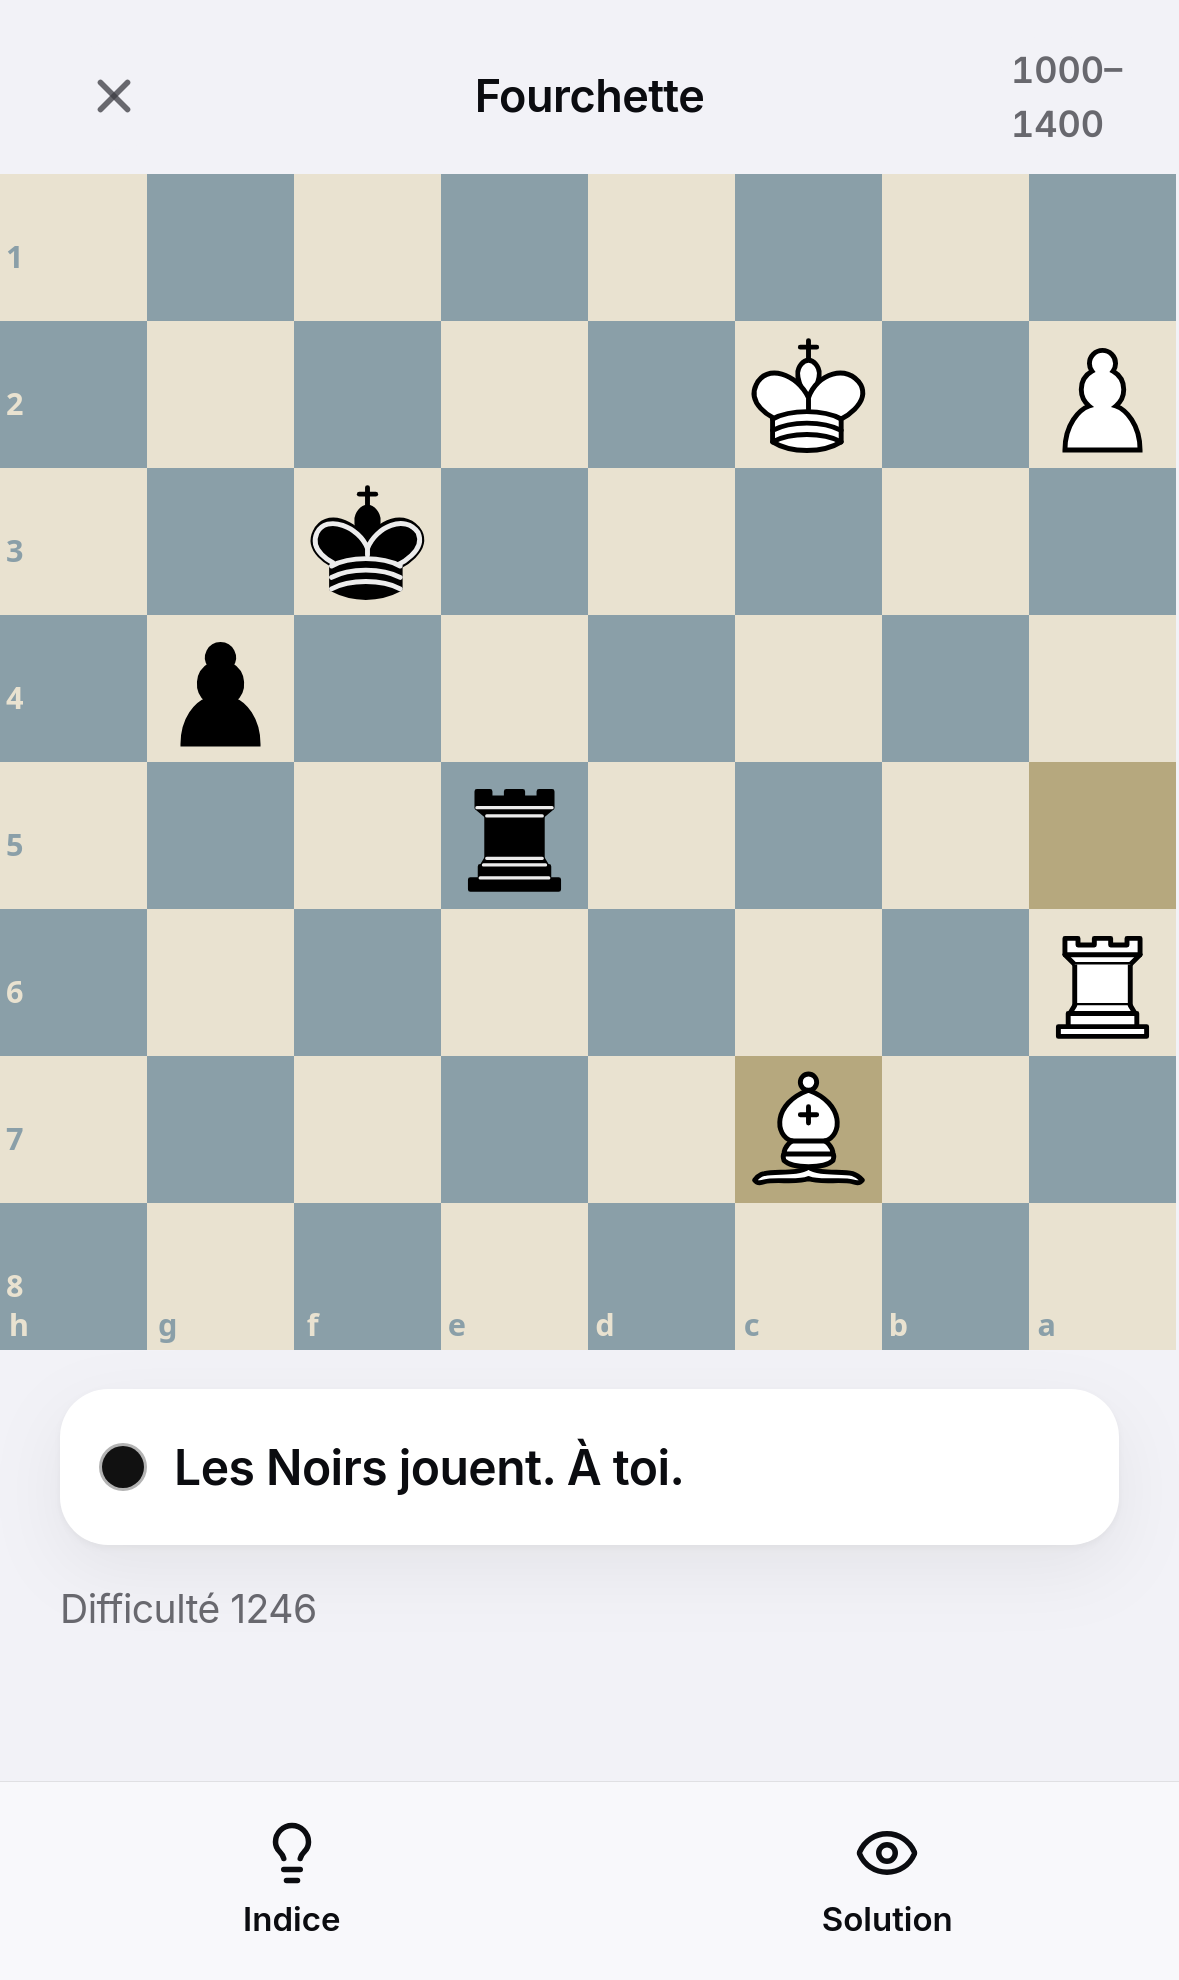 Fourchette
1000–
1400
1
2
3
4
5
6
7
8
h g f e d c b a
Les Noirs jouent. À toi.
Difficulté 1246
Indice
Solution